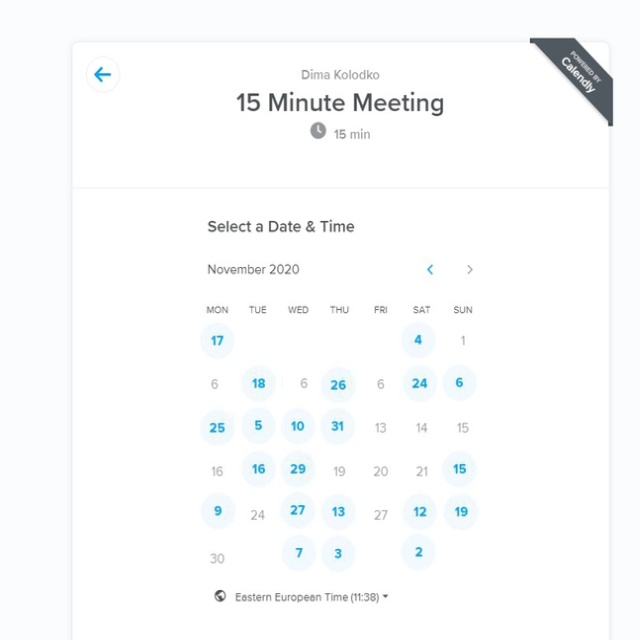 POWERED BY
Calendly
Dima Kolodko
15 Minute Meeting
15 min
Select a Date & Time
November 2020
MON TUE WED THU FRI SAT SUN
17 4 1
6 18 6 26 6 24 6
25 5 10 31 13 14 15
16 16 29 19 20 21 15
9 24 27 13 27 12 19
30 7 3 2
Eastern European Time (11:38)